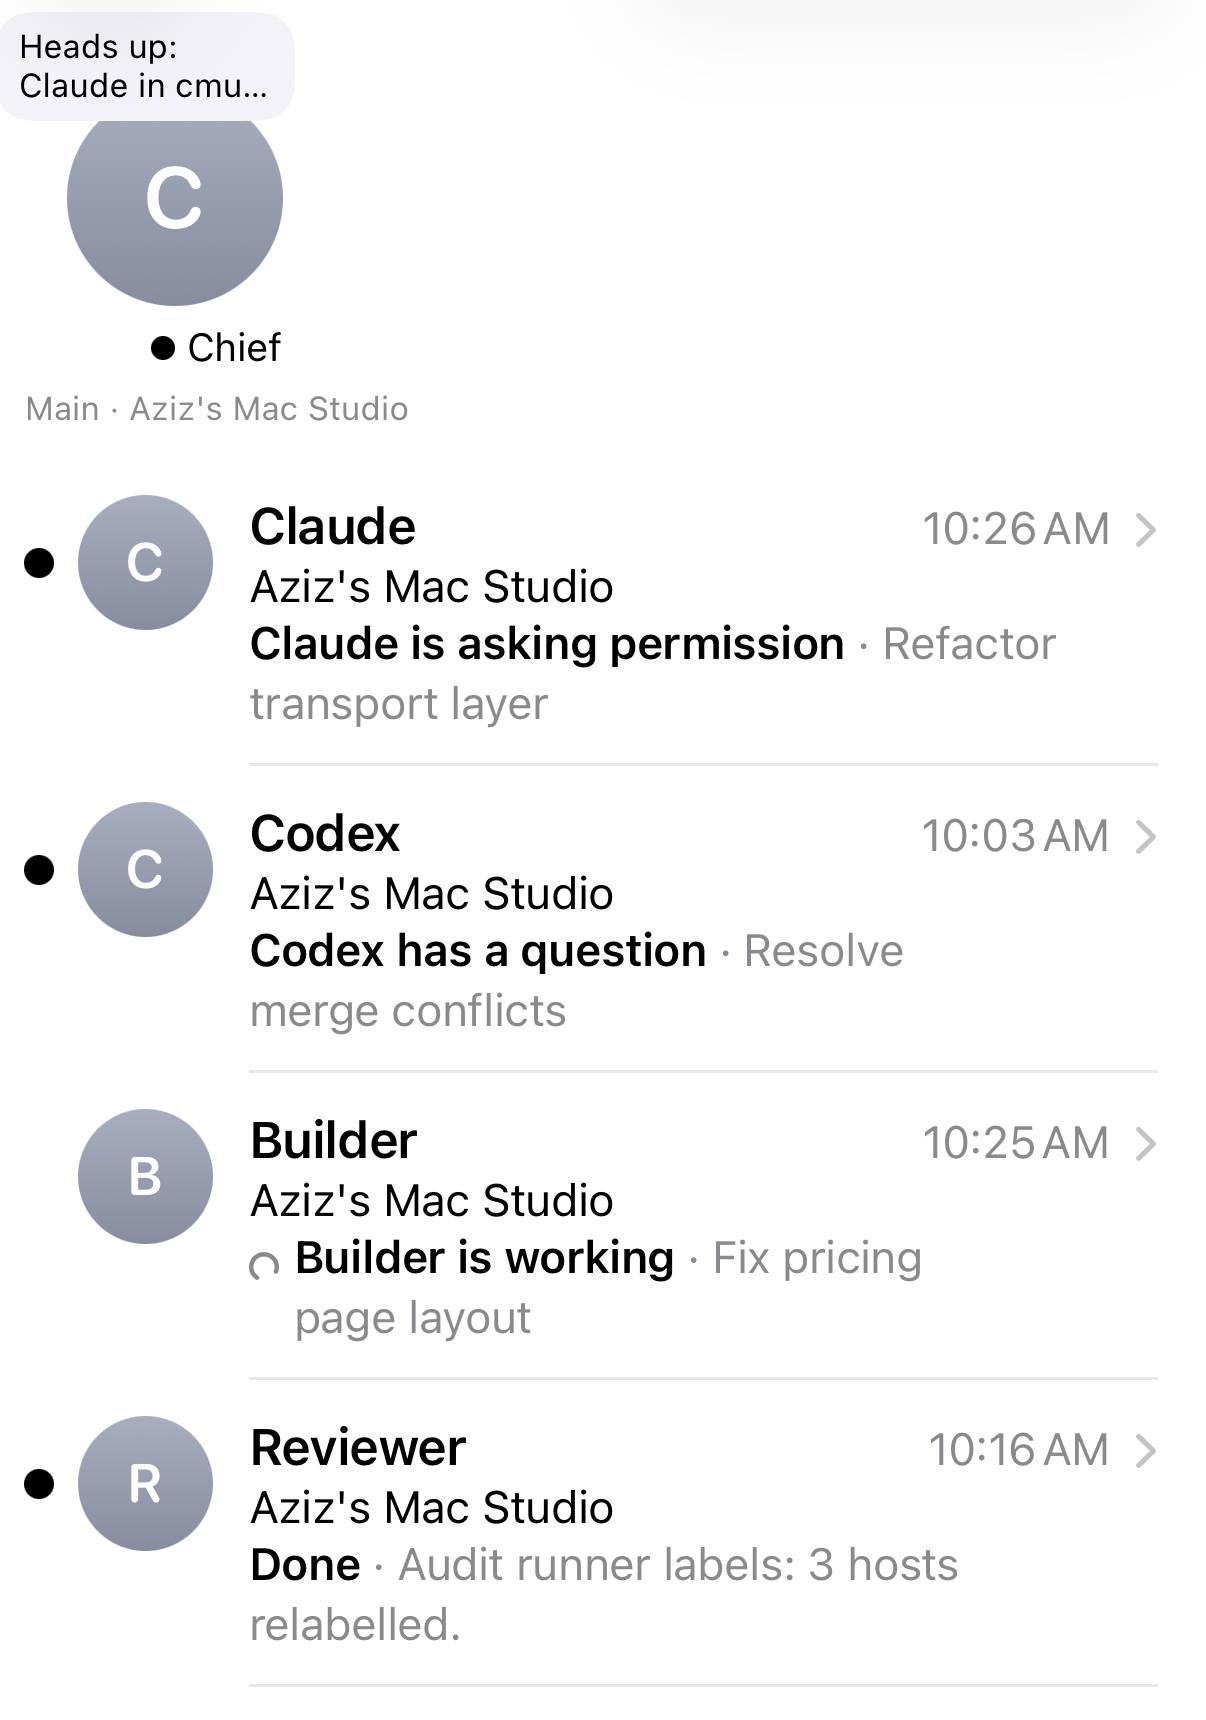 Heads up:
Claude in cmu...
C
Chief
Main · Aziz's Mac Studio
C
Claude
10:26 AM
Aziz's Mac Studio
Claude is asking permission · Refactor
transport layer
C
Codex
10:03 AM
Aziz's Mac Studio
Codex has a question · Resolve
merge conflicts
B
Builder
10:25 AM
Aziz's Mac Studio
Builder is working · Fix pricing
page layout
R
Reviewer
10:16 AM
Aziz's Mac Studio
Done · Audit runner labels: 3 hosts
relabelled.